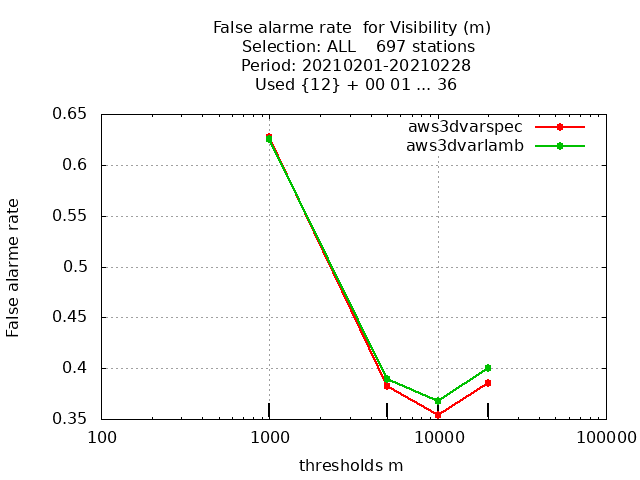 False alarme rate  for Visibility (m)
Selection: ALL    697 stations
Period: 20210201-20210228
Used {12} + 00 01 ... 36
0.65
aws3dvarspec
aws3dvarlamb
0.6
0.55
0.5
0.45
0.4
0.35
False alarme rate
100
1000
10000
100000
thresholds m